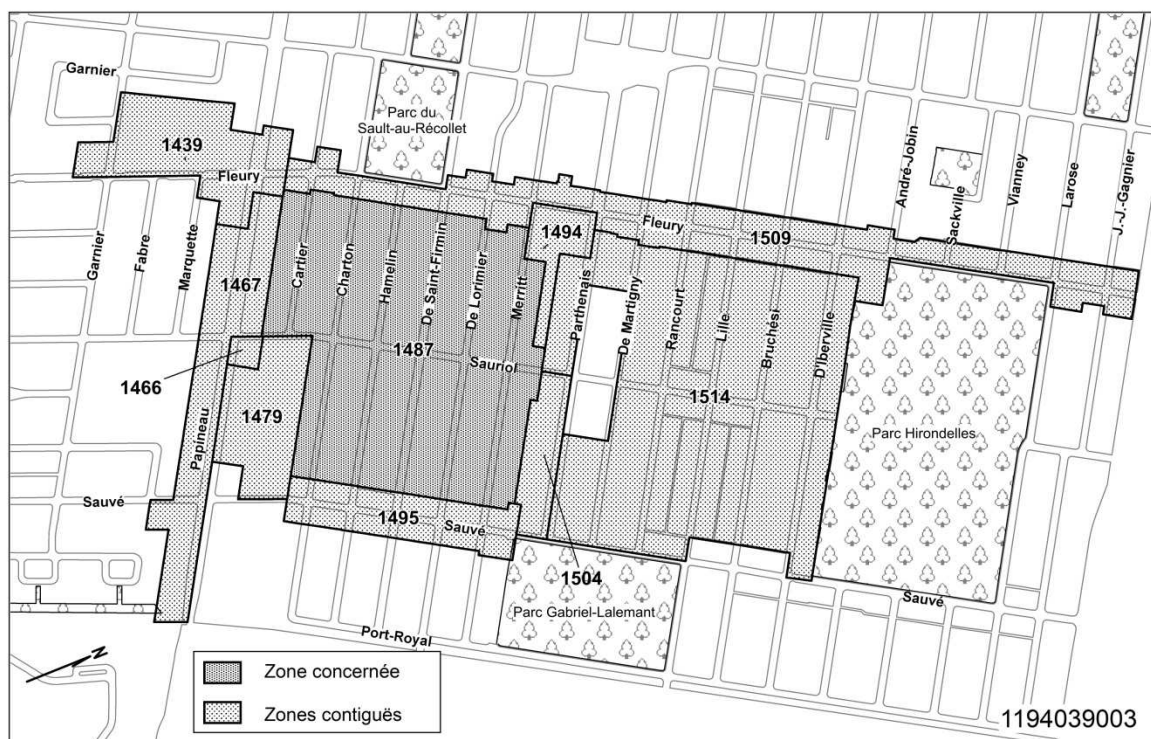 Garnier
Parc du
Sault-au-Récollet
1439
Fleury
André-Jobin
Sackville
Vianney
Larose
J.-J.-Gagnier
Garnier
Fabre
Marquette
1467
Cartier
Charton
Hamelin
De Saint-Firmin
De Lorimier
Merritt
1494
Parthenais
Fleury
1509
De Martigny
Rancourt
Lille
Bruchési
D'Iberville
1487
Sauriol
1466
1479
1514
Papineau
Parc Hirondelles
Sauvé
1495
Sauvé
1504
Parc Gabriel-Lalemant
Sauvé
Port-Royal
N
Zone concernée
Zones contiguës
1194039003